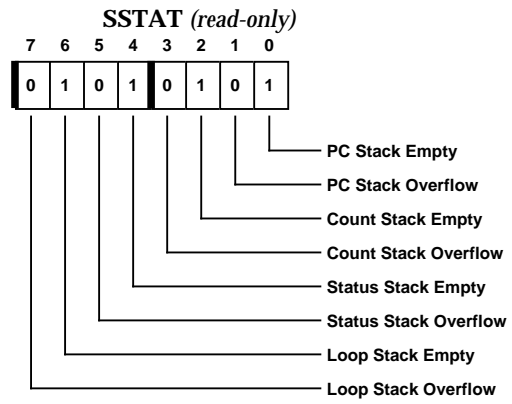 SSTAT (read-only)
7 6 5 4 3 2 1 0
0 1 0 1 0 1 0 1
PC Stack Empty
PC Stack Overflow
Count Stack Empty
Count Stack Overflow
Status Stack Empty
Status Stack Overflow
Loop Stack Empty
Loop Stack Overflow